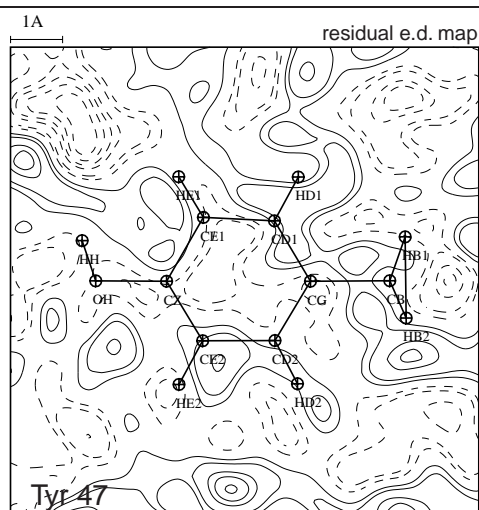 1A
residual e.d. map
HE1
HD1
CE1
CD1
HH
HB1
OH
CZ
CG
CB
HB2
CE2
CD2
HE2
HD2
Tyr 47